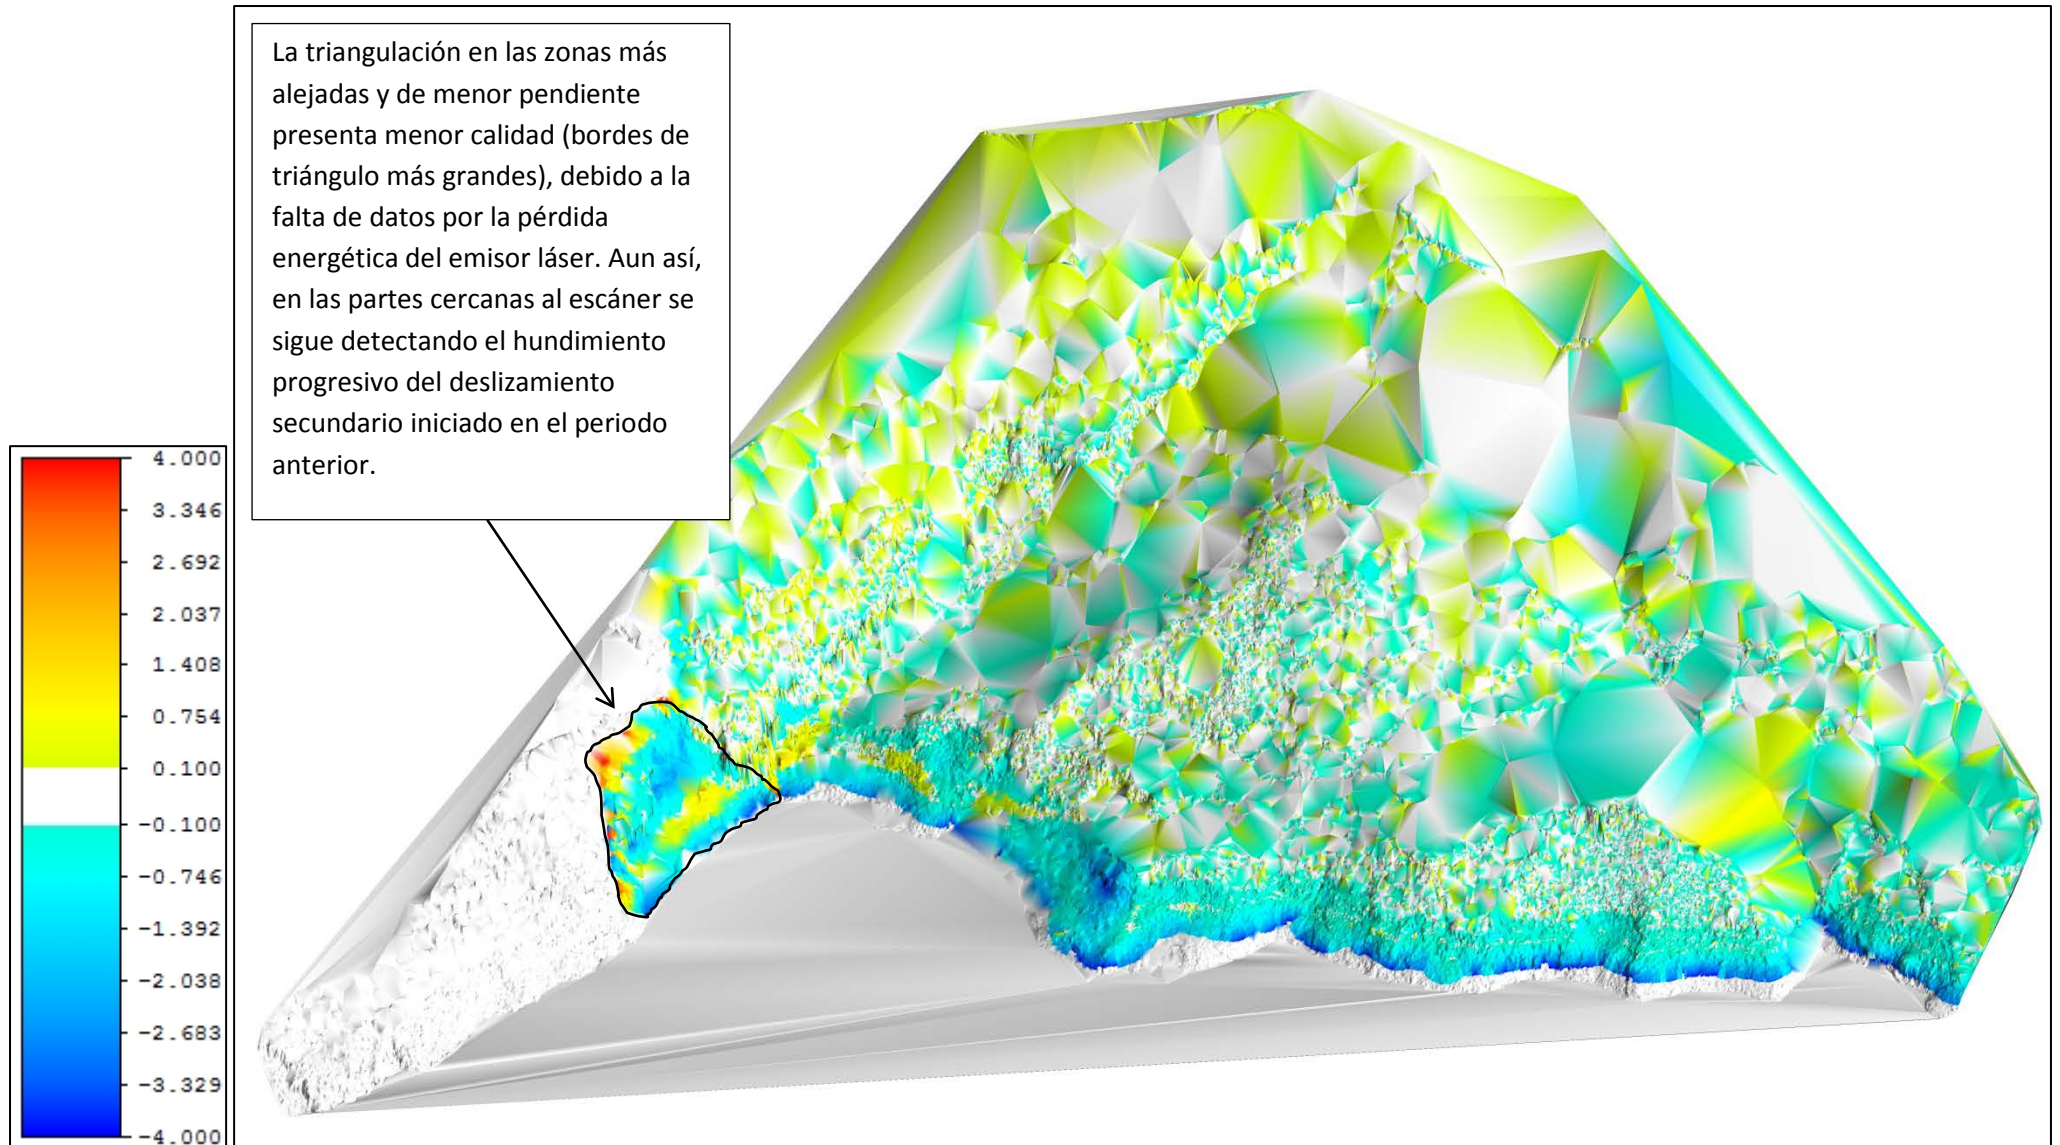 La triangulación en las zonas más
alejadas y de menor pendiente
presenta menor calidad (bordes de
triángulo más grandes), debido a la
falta de datos por la pérdida
energética del emisor láser. Aun así,
en las partes cercanas al escáner se
sigue detectando el hundimiento
progresivo del deslizamiento
secundario iniciado en el periodo
anterior.
4.000
3.346
2.692
2.037
1.408
0.754
0.100
-0.100
-0.746
-1.392
-2.038
-2.683
-3.329
-4.000